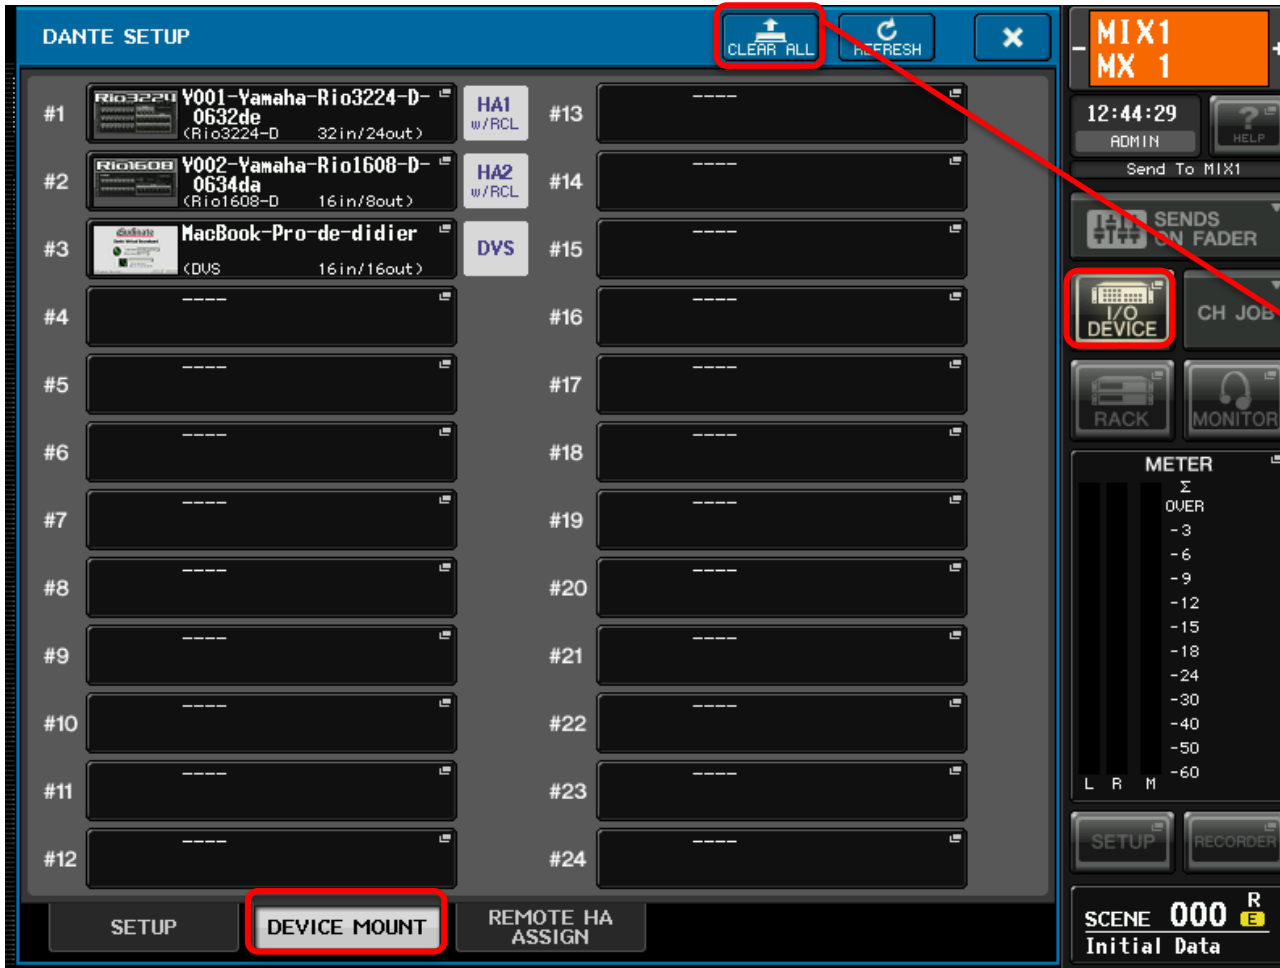 DANTE SETUP
CLEAR ALL
REFRESH
#1
Rio3224
Y001-Yamaha-Rio3224-D-
0632de
(Rio3224-D 32in/24out)
HA1
w/RCL
#2
Rio1608
Y002-Yamaha-Rio1608-D-
0634da
(Rio1608-D 16in/8out)
HA2
w/RCL
#3
Audinate
MacBook-Pro-de-didier
(DVS 16in/16out)
DVS
#4 ----
#5 ----
#6 ----
#7 ----
#8 ----
#9 ----
#10 ----
#11 ----
#12 ----
#13 ----
#14 ----
#15 ----
#16 ----
#17 ----
#18 ----
#19 ----
#20 ----
#21 ----
#22 ----
#23 ----
#24 ----
SETUP
DEVICE MOUNT
REMOTE HA
ASSIGN
- MIX1 +
MX 1
12:44:29
ADMIN
?
HELP
Send To MIX1
SENDS
ON FADER
I/O
DEVICE
CH JOB
RACK
MONITOR
METER
Σ
OVER
-3
-6
-9
-12
-15
-18
-24
-30
-40
-50
-60
L R M
SETUP
RECORDER
SCENE 000 R
E
Initial Data